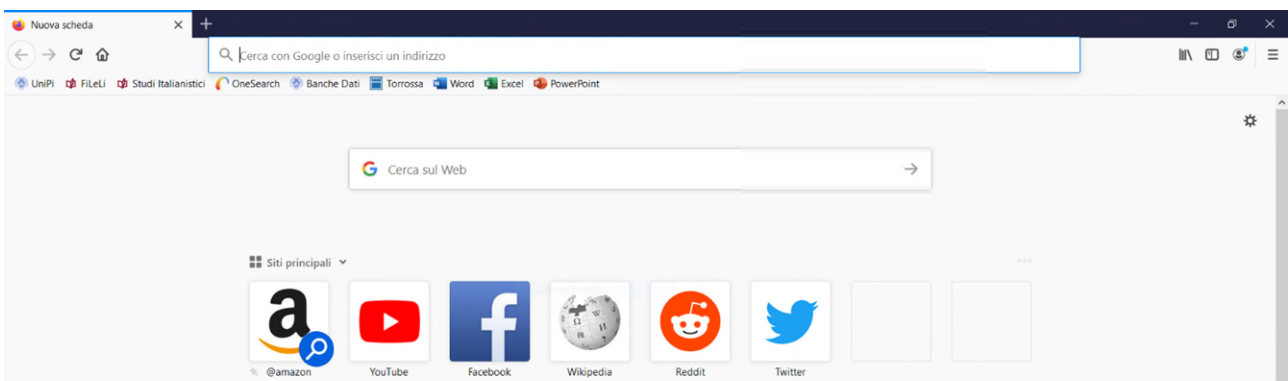 Nuova scheda
Cerca con Google o inserisci un indirizzo
UniPi FiLeLi Studi Italianistici OneSearch Banche Dati Torrossa Word Excel PowerPoint
Cerca sul Web
Siti principali
@amazon YouTube Facebook Wikipedia Reddit Twitter